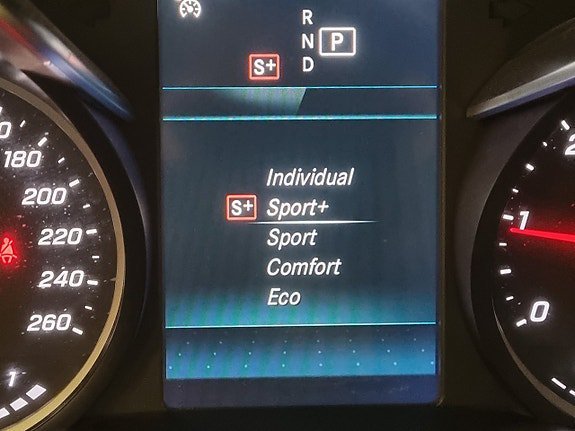 R
N P
S+ D
Individual
S+ Sport+
Sport
Comfort
Eco
180
200
220
240
260
1
0